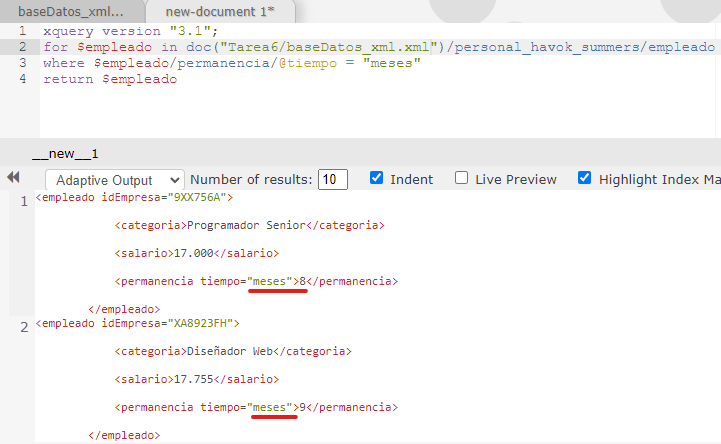 baseDatos_xml...
new-document 1*
1 xquery version "3.1";
2 for $empleado in doc("Tarea6/baseDatos_xml.xml")/personal_havok_summers/empleado
3 where $empleado/permanencia/@tiempo = "meses"
4 return $empleado
__new__1
Adaptive Output Number of results: 10 Indent Live Preview Highlight Index Ma
1 <empleado idEmpresa="9XX756A">
<categoria>Programador Senior</categoria>
<salario>17.000</salario>
<permanencia tiempo="meses">8</permanencia>
</empleado>
2 <empleado idEmpresa="XA8923FH">
<categoria>Diseñador Web</categoria>
<salario>17.755</salario>
<permanencia tiempo="meses">9</permanencia>
</empleado>